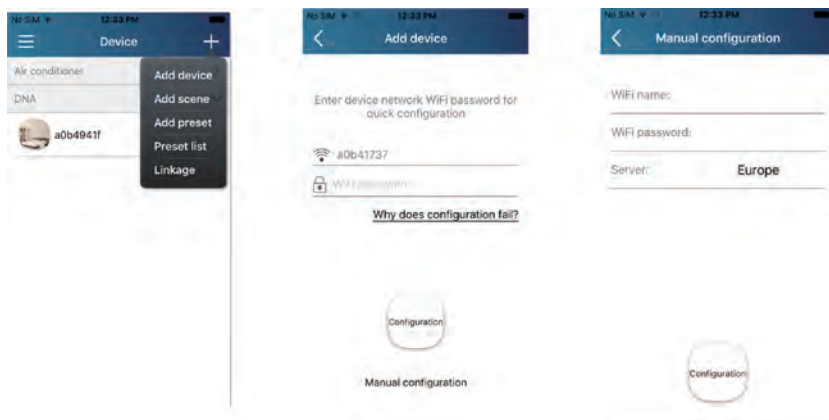 No SIM 12:33 PM
Device
Air conditioner
DNA
a0b4941f
Add device
Add scene
Add preset
Preset list
Linkage
No SIM 12:33 PM
Add device
Enter device network WiFi password for
quick configuration
a0b41737
WiFi password
Why does configuration fail?
Configuration
Manual configuration
No SIM 12:33 PM
Manual configuration
WiFi name:
WiFi password:
Server: Europe
Configuration